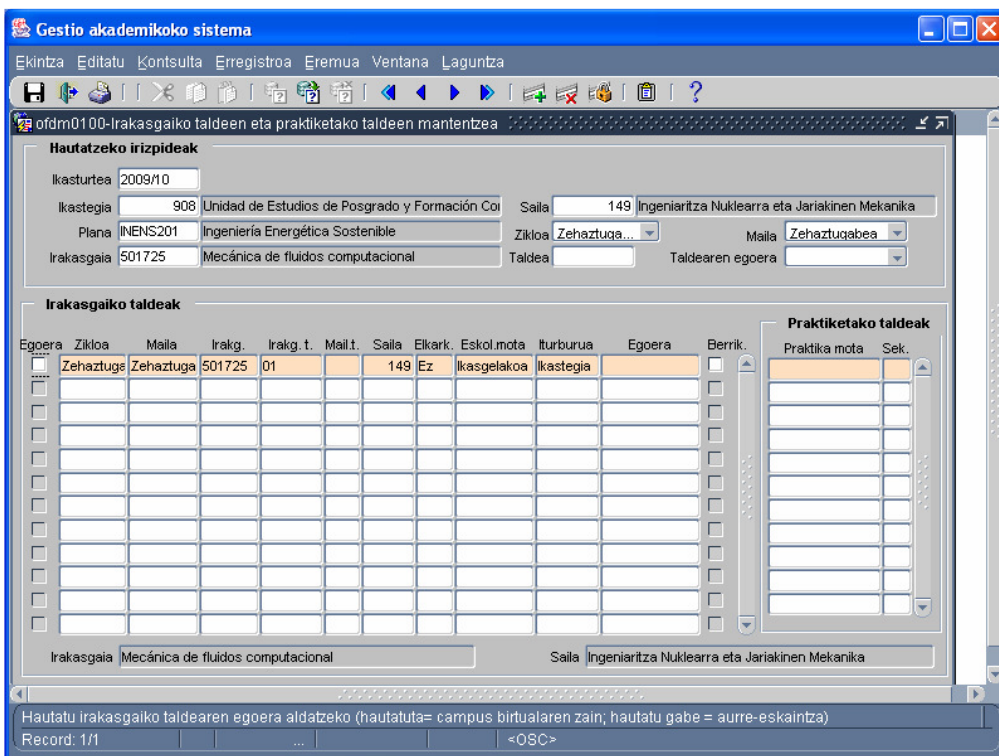 Gestio akademikoko sistema
Ekintza Editatu Kontsulta Erregistroa Eremua Ventana Laguntza
ofdm0100-Irakasgaiko taldeen eta praktiketako taldeen mantentzea
Hautatzeko irizpideak
Ikasturtea 2009/10
Ikastegia 908 Unidad de Estudios de Posgrado y Formación Coi Saila 149 Ingeniaritza Nuklearra eta Jariakinen Mekanika
Plana INENS201 Ingeniería Energética Sostenible Zikloa Zehaztuga... Maila Zehaztugabea
Irakasgaia 501725 Mecánica de fluidos computacional Taldea Taldearen egoera
Irakasgaiko taldeak
Praktiketako taldeak
Egoera Zikloa Maila Irakg. Irakg. t. Mail.t. Saila Elkark. Eskol.mota Iturburua Egoera Berrik. Praktika mota Sek.
Zehaztuga Zehaztuga 501725 01 149 Ez Ikasgelakoa Ikastegia
Irakasgaia Mecánica de fluidos computacional Saila Ingeniaritza Nuklearra eta Jariakinen Mekanika
Hautatu irakasgaiko taldearen egoera aldatzeko (hautatuta= campus birtualaren zain; hautatu gabe = aurre-eskaintza)
Record: 1/1 ... <OSC>